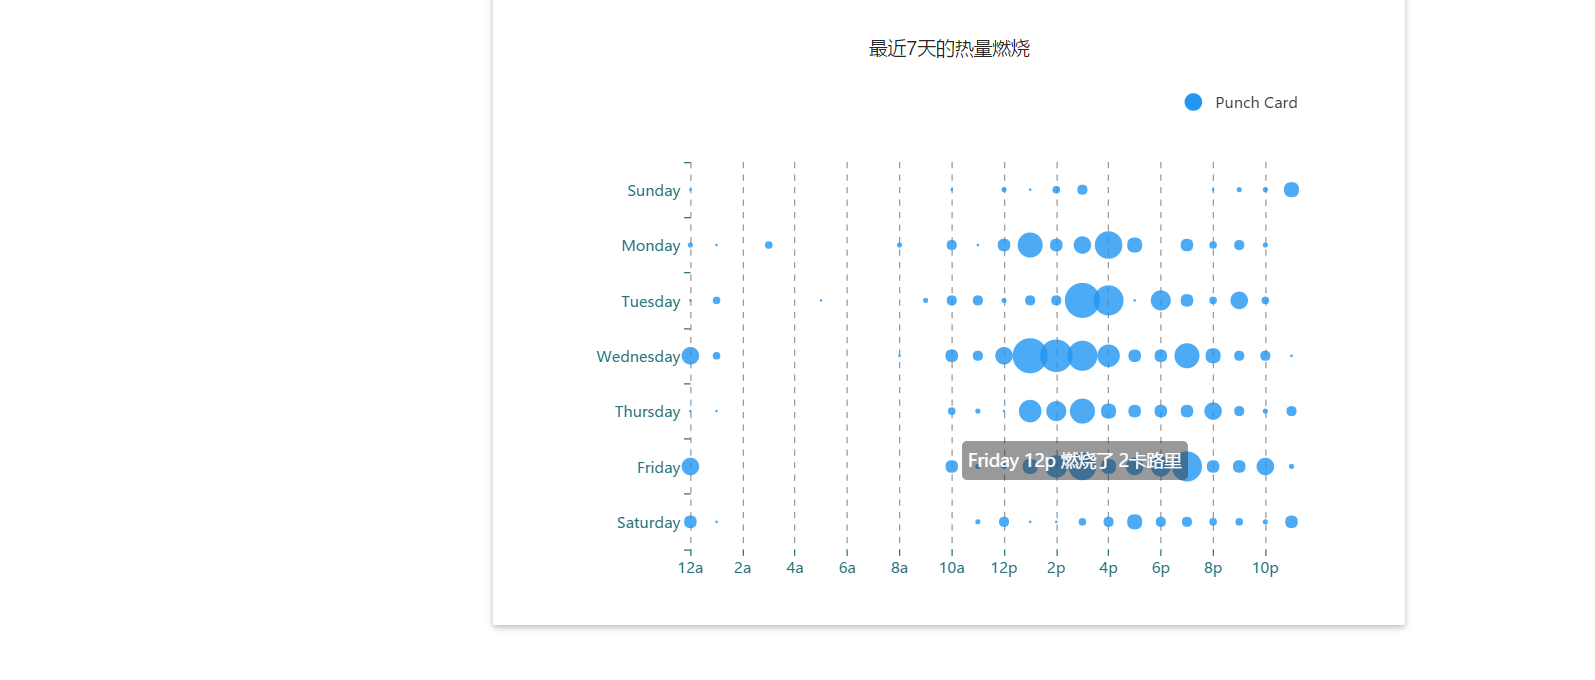 最近7天的热量燃烧
Punch Card
Sunday
Monday
Tuesday
Wednesday
Thursday
Friday
Friday 12p 燃烧了 2卡路里
Saturday
12a 2a 4a 6a 8a 10a 12p 2p 4p 6p 8p 10p